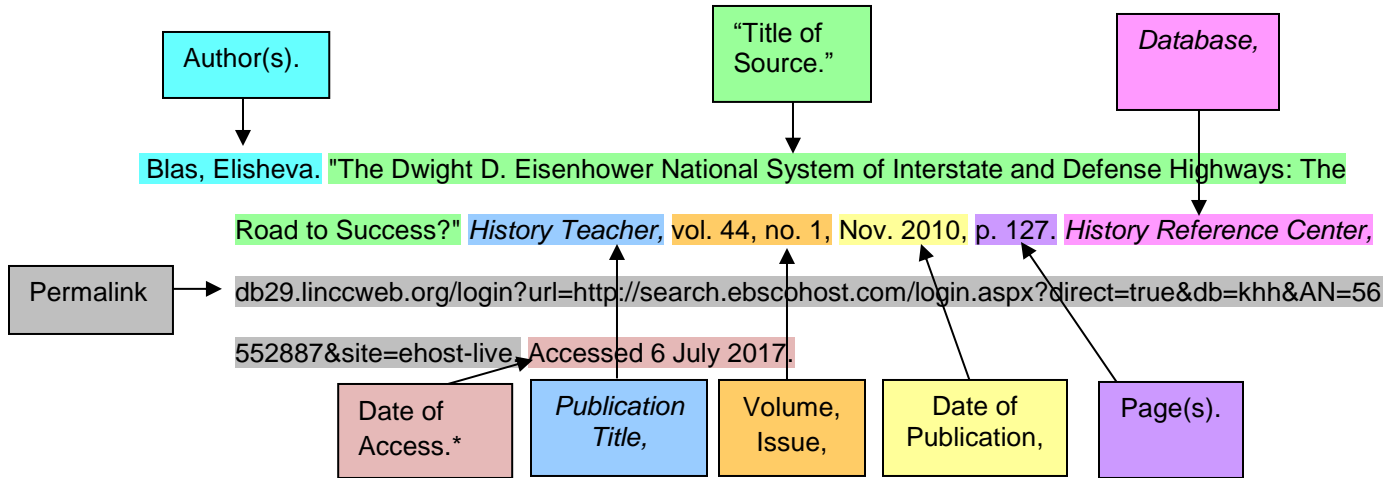 Author(s).
“Title of
Source.”
Database,
Blas, Elisheva. "The Dwight D. Eisenhower National System of Interstate and Defense Highways: The
Road to Success?" History Teacher, vol. 44, no. 1, Nov. 2010, p. 127. History Reference Center,
Permalink
db29.linccweb.org/login?url=http://search.ebscohost.com/login.aspx?direct=true&db=khh&AN=56
552887&site=ehost-live. Accessed 6 July 2017.
Date of
Access.*
Publication
Title,
Volume,
Issue,
Date of
Publication,
Page(s).